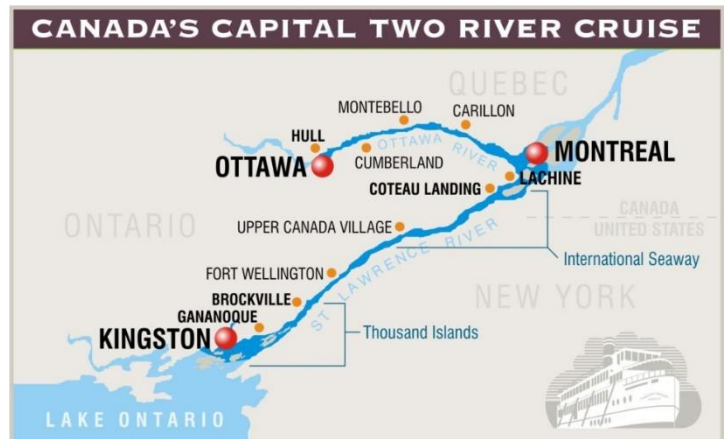 CANADA'S CAPITAL TWO RIVER CRUISE
QUEBEC
MONTEBELLO
CARILLON
HULL
OTTAWA RIVER
OTTAWA
CUMBERLAND
MONTREAL
LACHINE
COTEAU LANDING
ONTARIO
CANADA
UNITED STATES
UPPER CANADA VILLAGE
International Seaway
ST LAWRENCE RIVER
FORT WELLINGTON
NEW YORK
BROCKVILLE
GANANOQUE
KINGSTON
Thousand Islands
LAKE ONTARIO